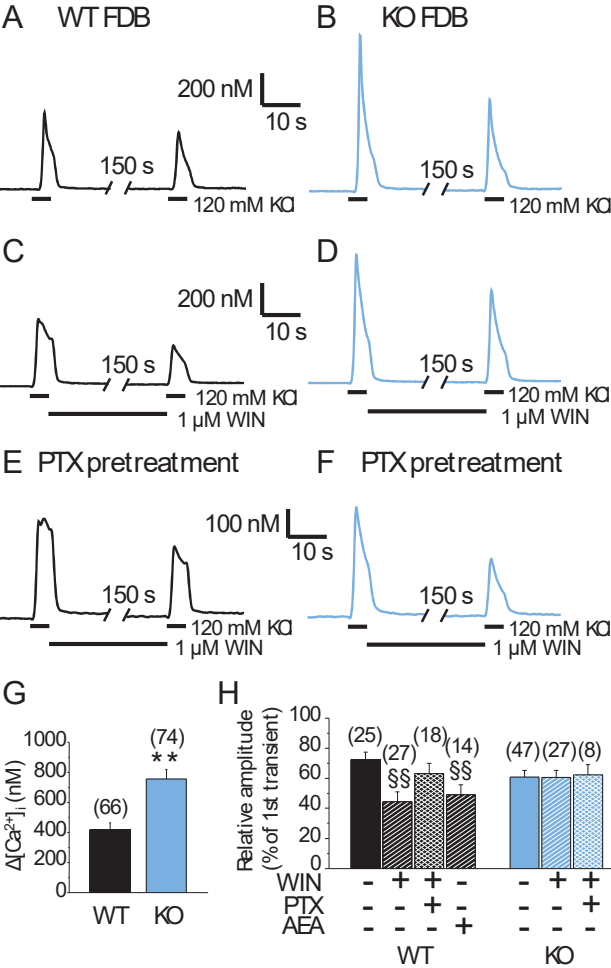 A WT FDB
B KO FDB
200 nM
10 s
150 s
120 mM KCl
150 s
120 mM KCl
C
D
200 nM
10 s
150 s
120 mM KCl
1 µM WIN
150 s
120 mM KCl
1 µM WIN
E PTX pretreatment
F PTX pretreatment
100 nM
10 s
150 s
120 mM KCl
1 µM WIN
150 s
120 mM KCl
1 µM WIN
G
Δ[Ca²⁺]ᵢ (nM)
1000
800
600
400
200
0
(66)
(74)
**
WT KO
H
Relative amplitude
(% of 1st transient)
100
80
60
40
20
0
(25) (27) (18) (14) (47) (27) (8)
§§ §§
WIN - + + - - + +
PTX - - + - - - +
AEA - - - + - - -
WT KO